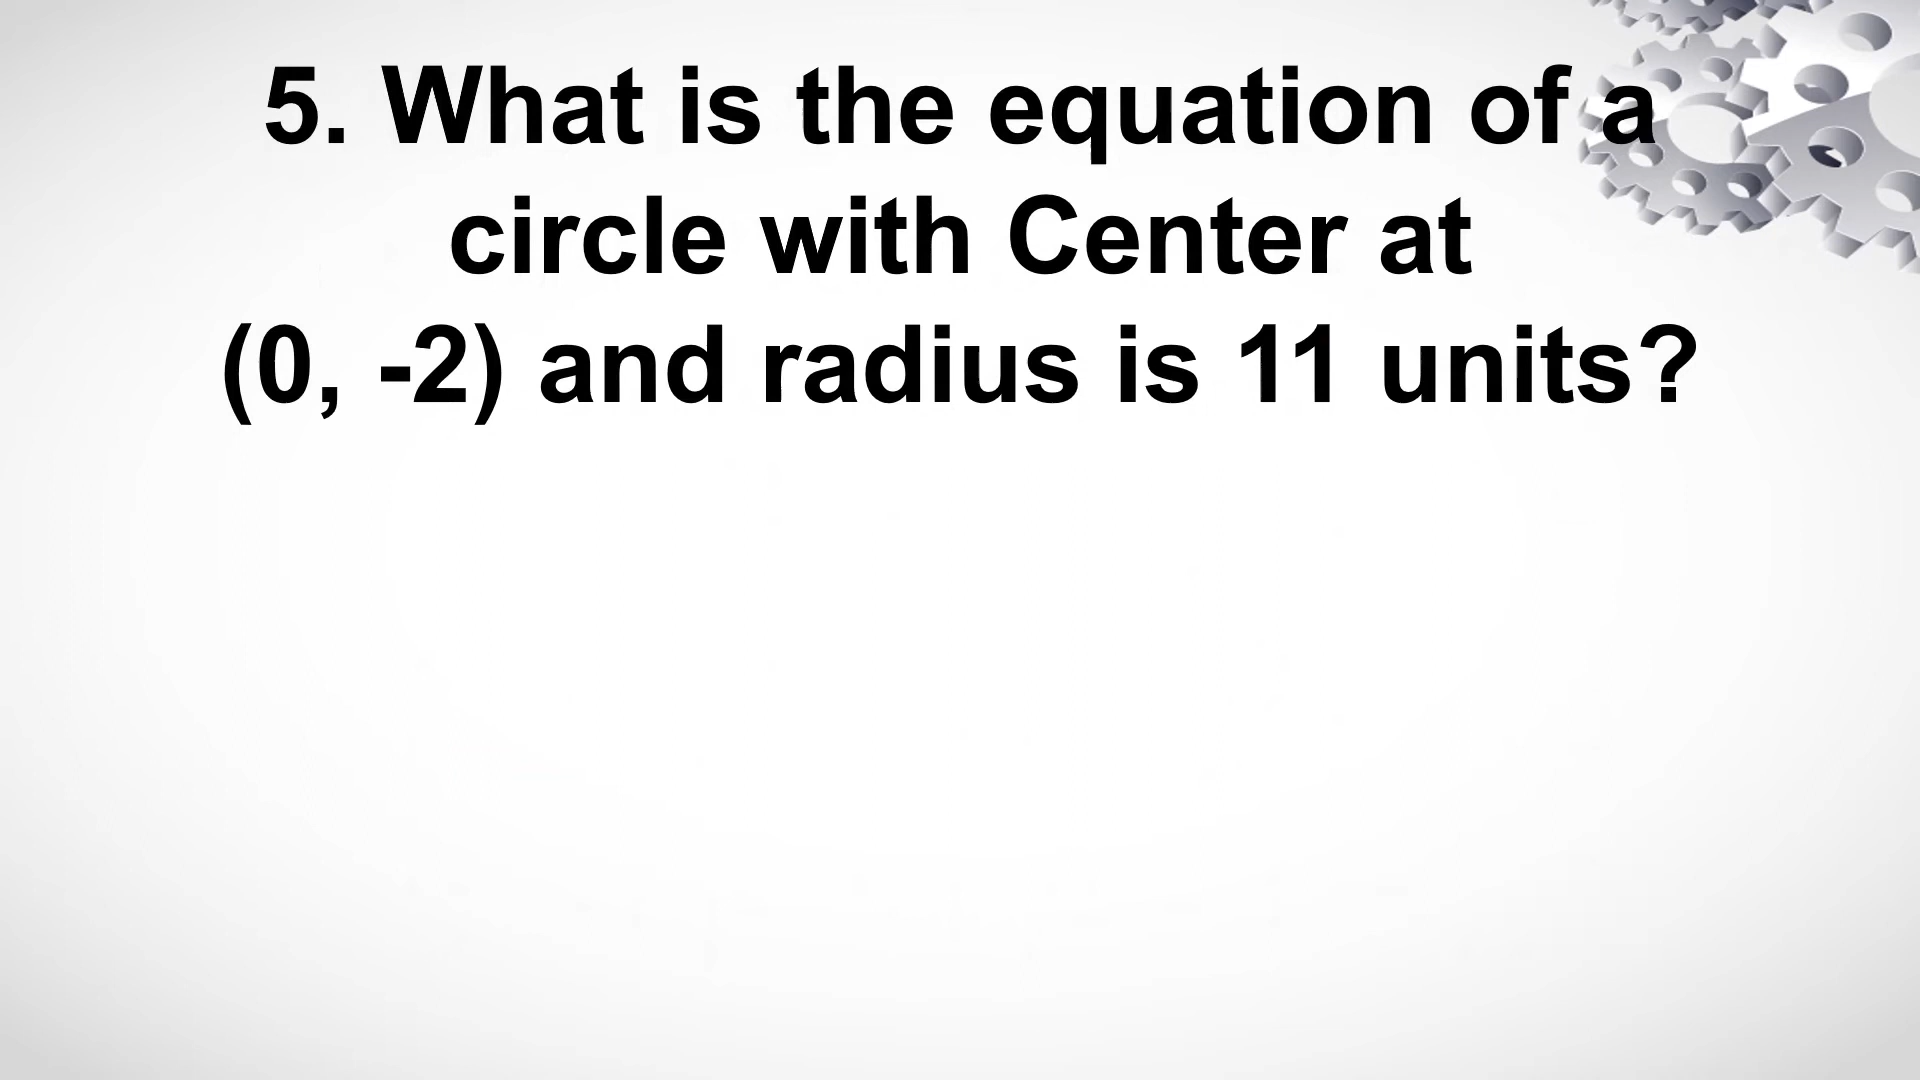 5. What is the equation of a
circle with Center at
(0, -2) and radius is 11 units?